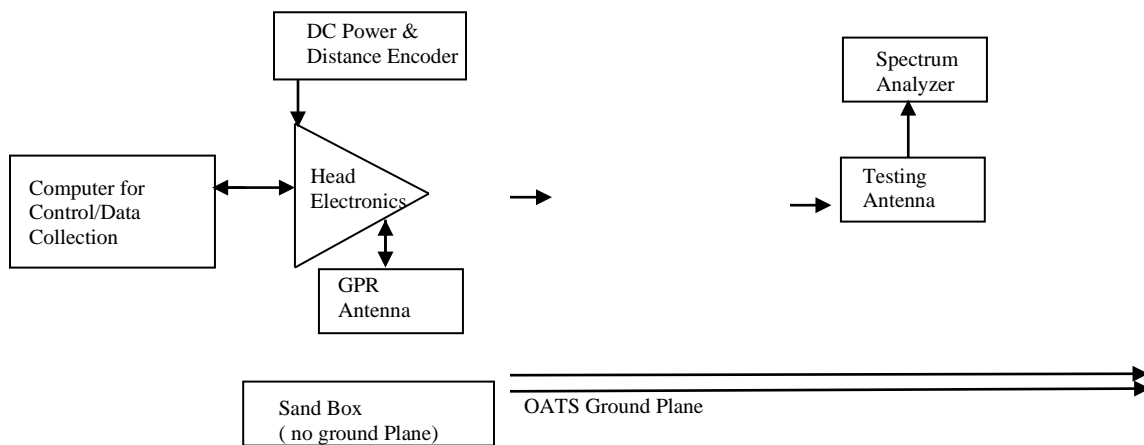 DC Power &
Distance Encoder
Spectrum
Analyzer
Computer for
Control/Data
Collection
Head
Electronics
Testing
Antenna
GPR
Antenna
Sand Box
( no ground Plane)
OATS Ground Plane